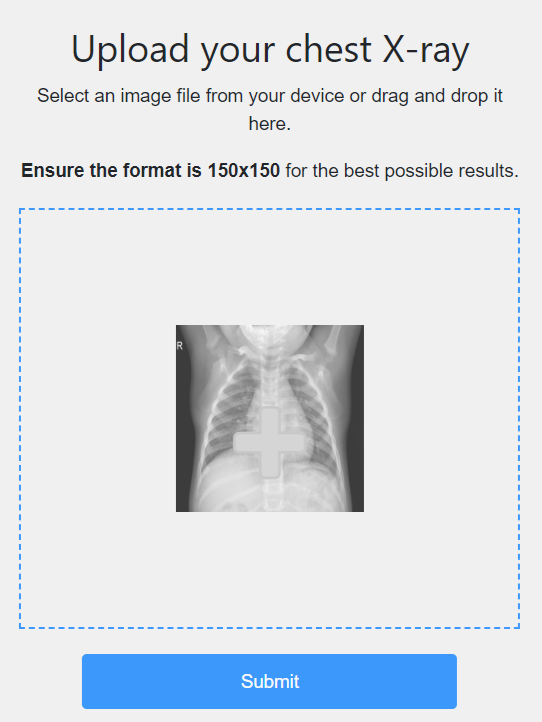 Upload your chest X-ray
Select an image file from your device or drag and drop it
here.
Ensure the format is 150x150 for the best possible results.
R
Submit